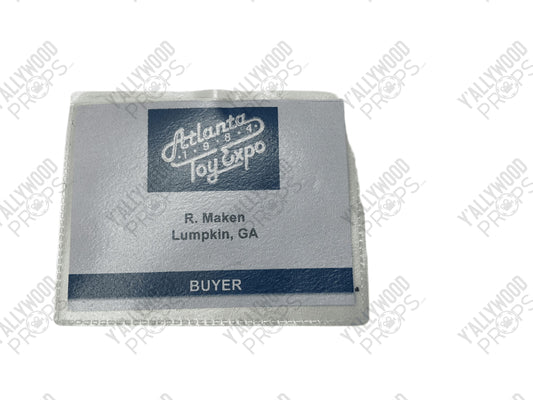 Atlanta
1984
Toy Expo
R. Maken
Lumpkin, GA
BUYER
Y'ALLYWOOD
PROPS